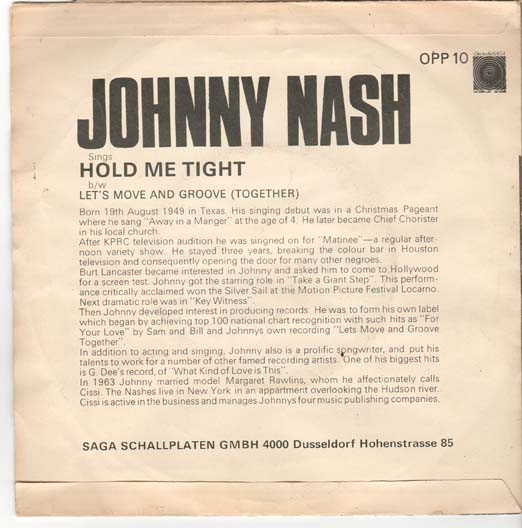 OPP 10
JOHNNY NASH
Sings
HOLD ME TIGHT
b/w
LET'S MOVE AND GROOVE (TOGETHER)
Born 19th August 1949 in Texas. His singing debut was in a Christmas Pageant
where he sang "Away in a Manger" at the age of 4. He later became Chief Chorister
in his local church.
After KPRC television audition he was singned on for "Matinee"—a regular after-
noon variety show. He stayed three years, breaking the colour bar in Houston
television and consequently opening the door for many other negroes.
Burt Lancaster became interested in Johnny and asked him to come to Hollywood
for a screen test. Johnny got the starring role in "Take a Giant Step". This perform-
ance critically acclaimed won the Silver Sail at the Motion Picture Festival Locarno.
Next dramatic role was in "Key Witness".
Then Johnny developed interest in producing records. He was to form his own label
which began by achieving top 100 national chart recognition with such hits as "For
Your Love" by Sam and Bill and Johnnys own recording "Lets Move and Groove
Together".
In addition to acting and singing, Johnny also is a prolific songwriter, and put his
talents to work for a number of other famed recording artists. One of his biggest hits
is G. Dee's record, of "What Kind of Love is This".
In 1963 Johnny married model Margaret Rawlins, whom he affectionately calls
Cissi. The Nashes live in New York in an appartment overlooking the Hudson river.
Cissi is active in the business and manages Johnnys four music publishing companies.
SAGA SCHALLPLATEN GMBH 4000 Dusseldorf Hohenstrasse 85